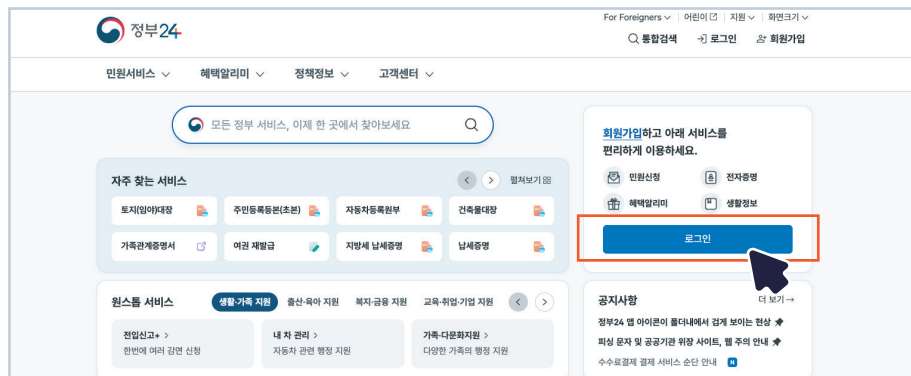 정부24
For Foreigners 어린이 지원 화면크기
통합검색 로그인 회원가입
민원서비스 혜택알리미 정책정보 고객센터
모든 정부 서비스, 이제 한 곳에서 찾아보세요
회원가입하고 아래 서비스를
편리하게 이용하세요.
민원신청 전자증명
혜택알리미 생활정보
로그인
자주 찾는 서비스 펼쳐보기
토지(임야)대장 주민등록등본(초본) 자동차등록원부 건축물대장
가족관계증명서 여권 재발급 지방세 납세증명 납세증명
원스톱 서비스 생활·가족 지원 출산·육아 지원 복지·금융 지원 교육·취업·기업 지원
전입신고+ > 내 차 관리 > 가족·다문화지원 >
한번에 여러 감면 신청 자동차 관련 행정 지원 다양한 가족의 행정 지원
공지사항 더 보기→
정부24 앱 아이콘이 폴더내에서 검게 보이는 현상
피싱 문자 및 공공기관 위장 사이트, 웹 주의 안내
수수료결제 결제 서비스 순단 안내 N